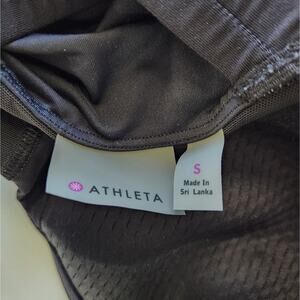 ATHLETA
S
Made In
Sri Lanka